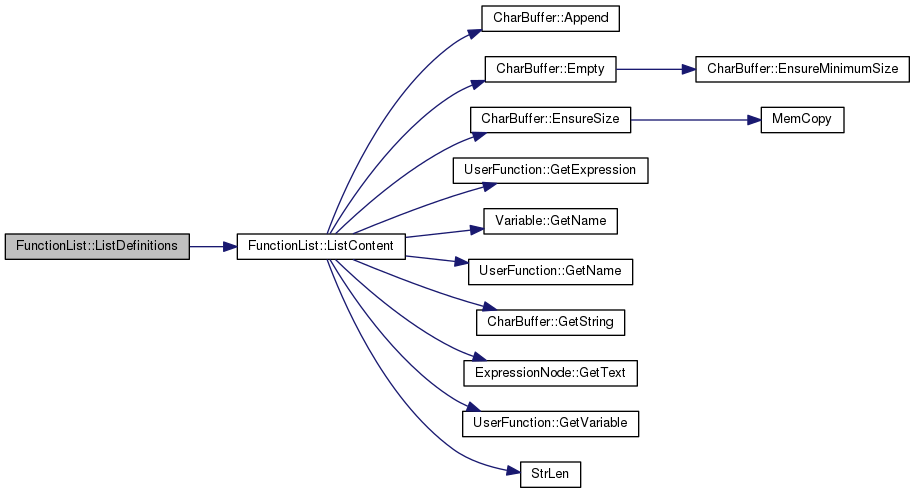 FunctionList::ListDefinitions
FunctionList::ListContent
CharBuffer::Append
CharBuffer::Empty
CharBuffer::EnsureMinimumSize
CharBuffer::EnsureSize
MemCopy
UserFunction::GetExpression
Variable::GetName
UserFunction::GetName
CharBuffer::GetString
ExpressionNode::GetText
UserFunction::GetVariable
StrLen